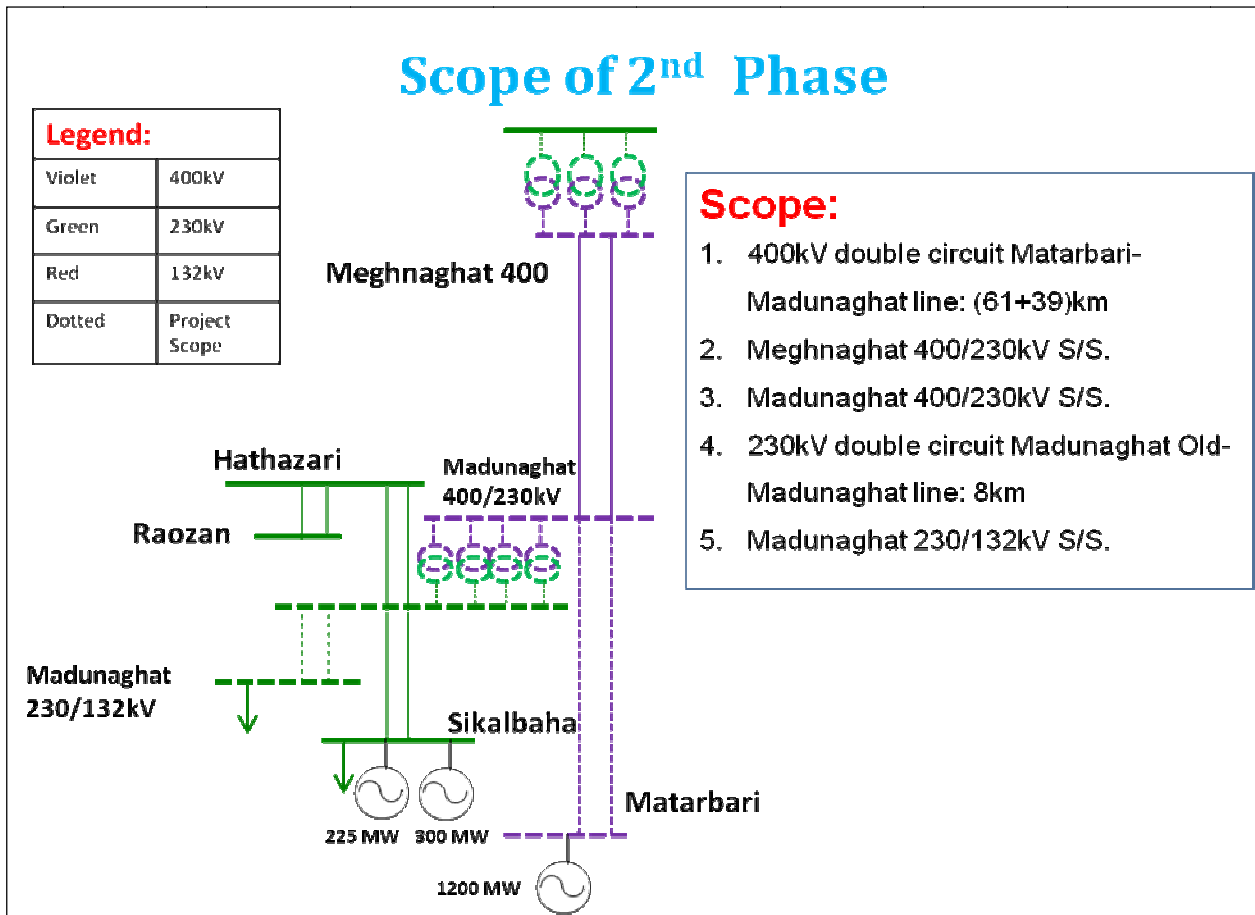 Scope of 2nd Phase
Legend:
Violet 400kV
Green 230kV
Red 132kV
Dotted Project
Scope
Meghnaghat 400
Scope:
1. 400kV double circuit Matarbari-
Madunaghat line: (61+39)km
2. Meghnaghat 400/230kV S/S.
3. Madunaghat 400/230kV S/S.
4. 230kV double circuit Madunaghat Old-
Madunaghat line: 8km
5. Madunaghat 230/132kV S/S.
Hathazari
Madunaghat
400/230kV
Raozan
Madunaghat
230/132kV
Sikalbaha
225 MW 300 MW
Matarbari
1200 MW